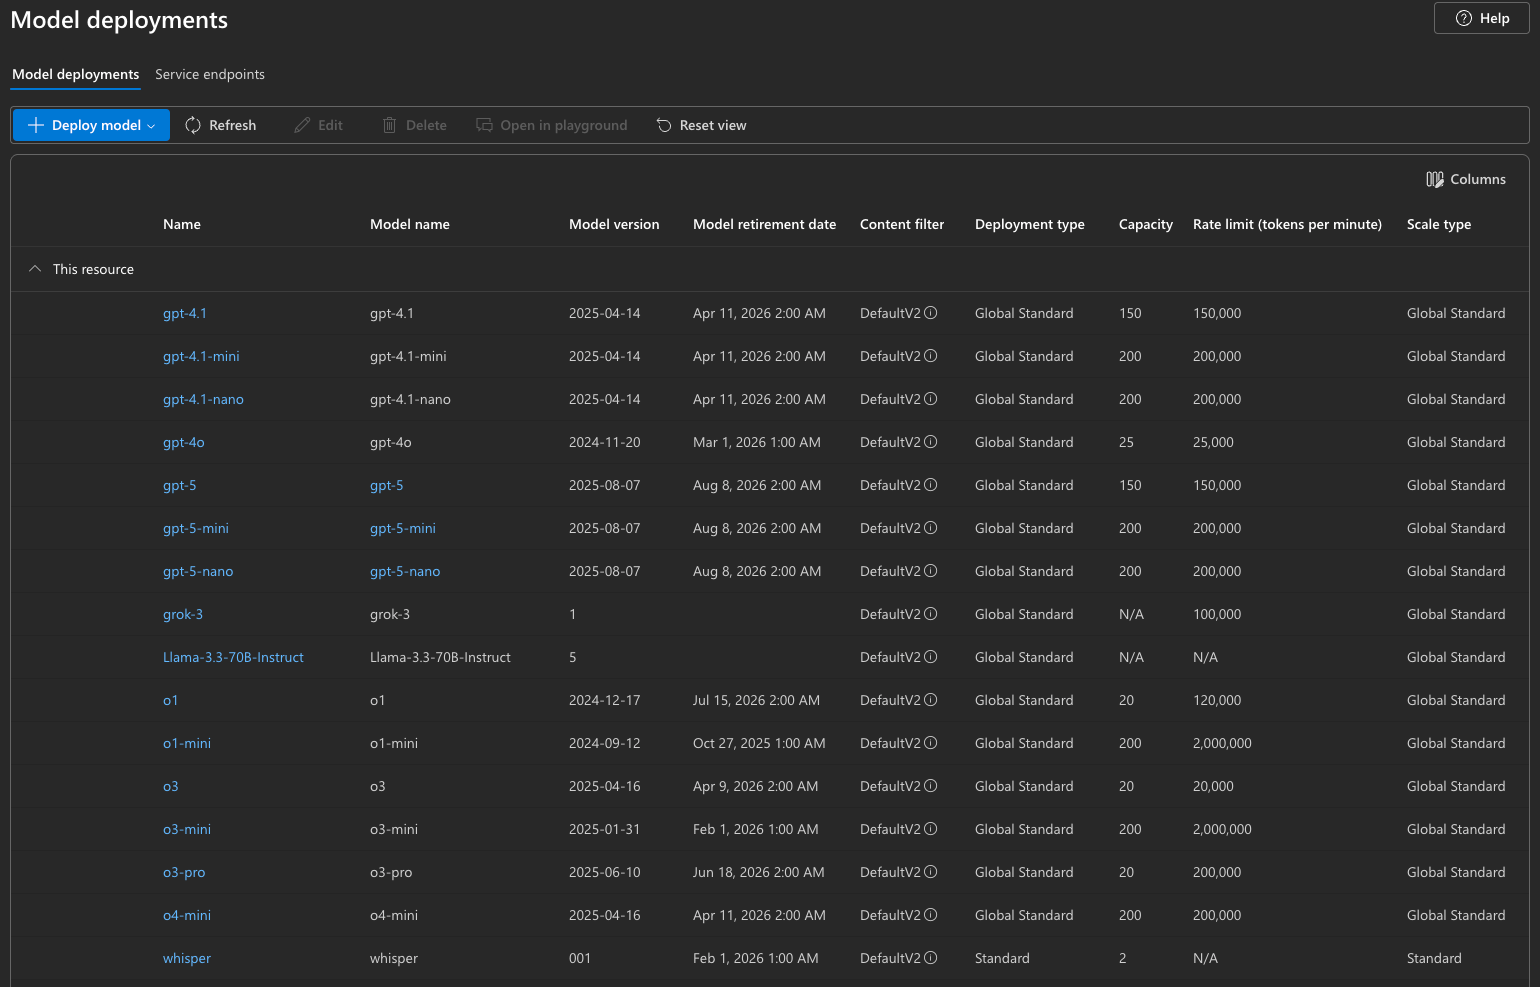 Model deployments
Help
Model deployments Service endpoints
Deploy model Refresh Edit Delete Open in playground Reset view
Columns
Name Model name Model version Model retirement date Content filter Deployment type Capacity Rate limit (tokens per minute) Scale type
This resource
gpt-4.1 gpt-4.1 2025-04-14 Apr 11, 2026 2:00 AM DefaultV2 Global Standard 150 150,000 Global Standard
gpt-4.1-mini gpt-4.1-mini 2025-04-14 Apr 11, 2026 2:00 AM DefaultV2 Global Standard 200 200,000 Global Standard
gpt-4.1-nano gpt-4.1-nano 2025-04-14 Apr 11, 2026 2:00 AM DefaultV2 Global Standard 200 200,000 Global Standard
gpt-4o gpt-4o 2024-11-20 Mar 1, 2026 1:00 AM DefaultV2 Global Standard 25 25,000 Global Standard
gpt-5 gpt-5 2025-08-07 Aug 8, 2026 2:00 AM DefaultV2 Global Standard 150 150,000 Global Standard
gpt-5-mini gpt-5-mini 2025-08-07 Aug 8, 2026 2:00 AM DefaultV2 Global Standard 200 200,000 Global Standard
gpt-5-nano gpt-5-nano 2025-08-07 Aug 8, 2026 2:00 AM DefaultV2 Global Standard 200 200,000 Global Standard
grok-3 grok-3 1 DefaultV2 Global Standard N/A 100,000 Global Standard
Llama-3.3-70B-Instruct Llama-3.3-70B-Instruct 5 DefaultV2 Global Standard N/A N/A Global Standard
o1 o1 2024-12-17 Jul 15, 2026 2:00 AM DefaultV2 Global Standard 20 120,000 Global Standard
o1-mini o1-mini 2024-09-12 Oct 27, 2025 1:00 AM DefaultV2 Global Standard 200 2,000,000 Global Standard
o3 o3 2025-04-16 Apr 9, 2026 2:00 AM DefaultV2 Global Standard 20 20,000 Global Standard
o3-mini o3-mini 2025-01-31 Feb 1, 2026 1:00 AM DefaultV2 Global Standard 200 2,000,000 Global Standard
o3-pro o3-pro 2025-06-10 Jun 18, 2026 2:00 AM DefaultV2 Global Standard 20 200,000 Global Standard
o4-mini o4-mini 2025-04-16 Apr 11, 2026 2:00 AM DefaultV2 Global Standard 200 200,000 Global Standard
whisper whisper 001 Feb 1, 2026 1:00 AM DefaultV2 Standard 2 N/A Standard